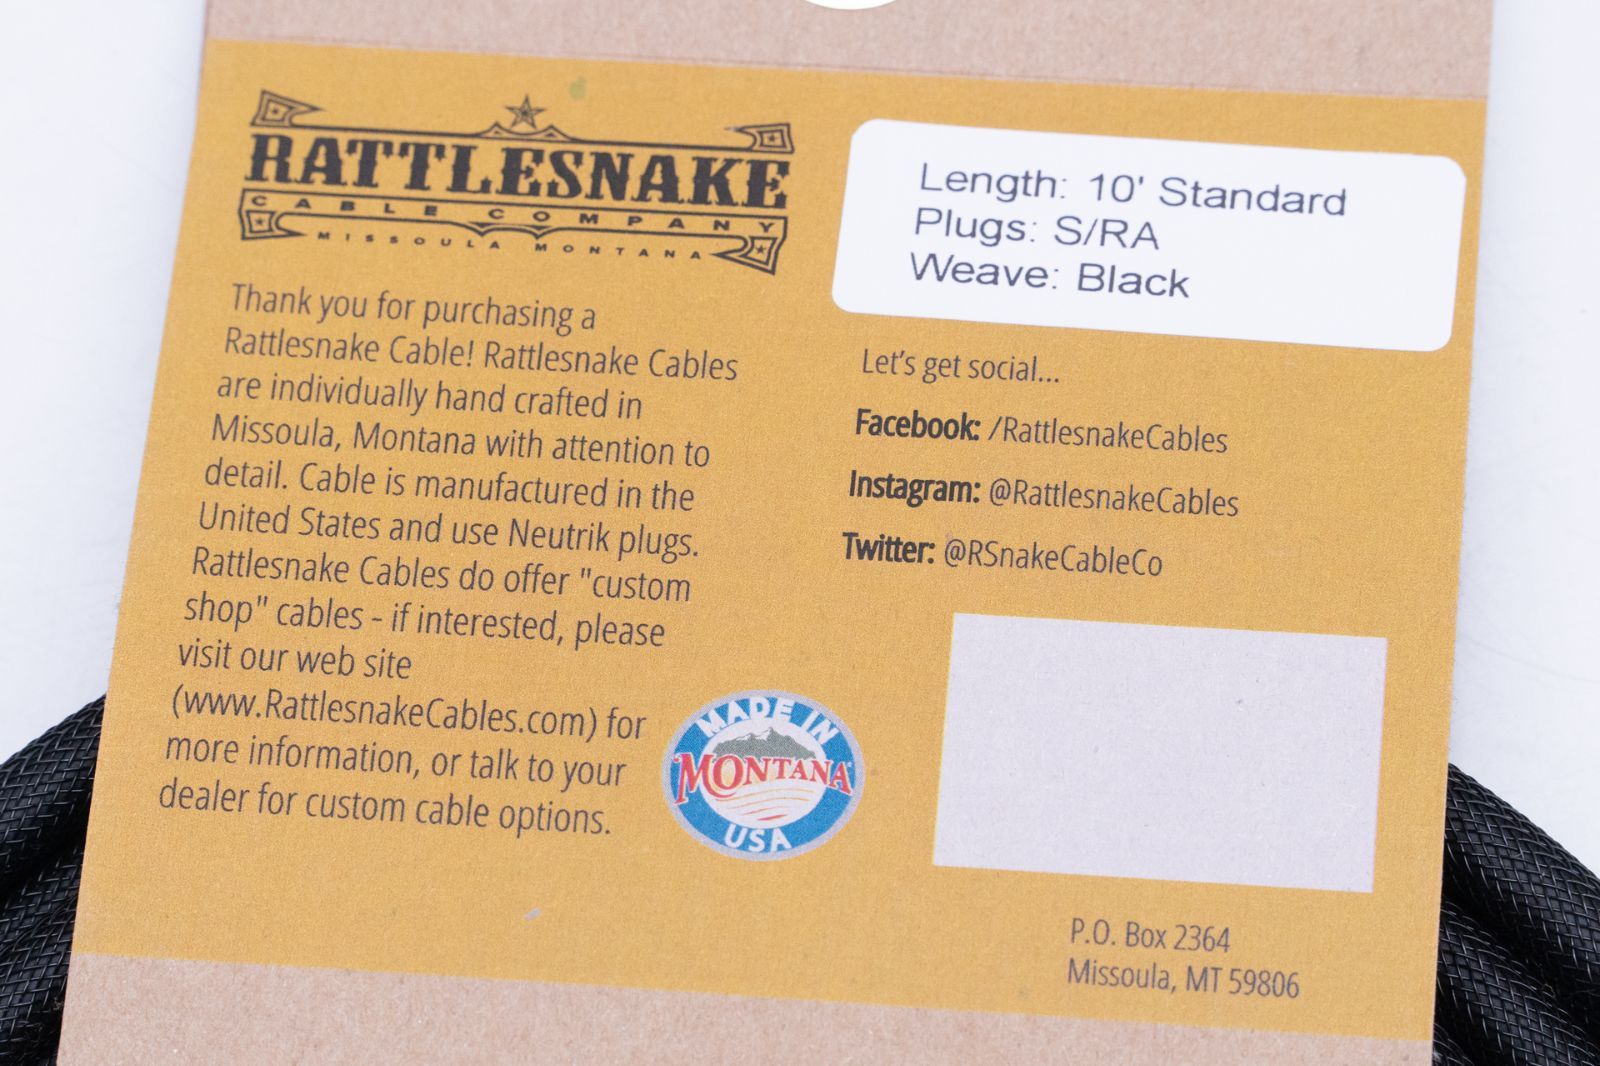 RATTLESNAKE
CABLE COMPANY
MISSOULA MONTANA
Thank you for purchasing a
Rattlesnake Cable! Rattlesnake Cables
are individually hand crafted in
Missoula, Montana with attention to
detail. Cable is manufactured in the
United States and use Neutrik plugs.
Rattlesnake Cables do offer "custom
shop" cables - if interested, please
visit our web site
(www.RattlesnakeCables.com) for
more information, or talk to your
dealer for custom cable options.
MADE IN
MONTANA
USA
Length: 10' Standard
Plugs: S/RA
Weave: Black
Let's get social...
Facebook: /RattlesnakeCables
Instagram: @RattlesnakeCables
Twitter: @RSnakeCableCo
P.O. Box 2364
Missoula, MT 59806